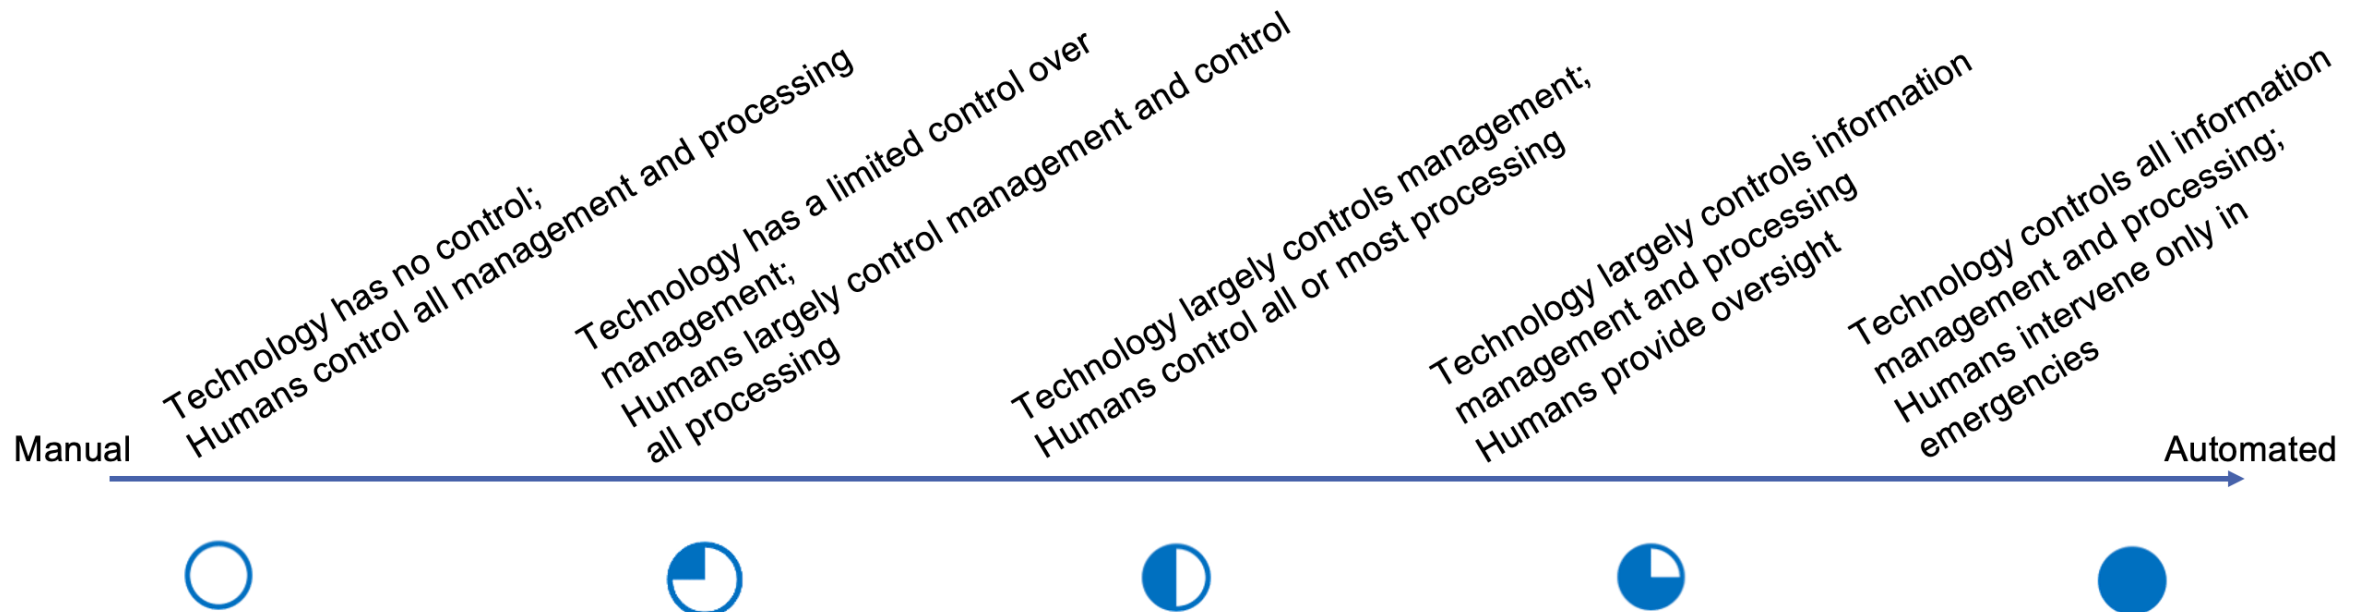 Manual
Technology has no control;
Humans control all management and processing
Technology has a limited control over
management;
Humans largely control management and control
all processing
Technology largely controls management;
Humans control all or most processing
Technology largely controls information
management and processing
Humans provide oversight
Technology controls all information
management and processing;
Humans intervene only in
emergencies
Automated